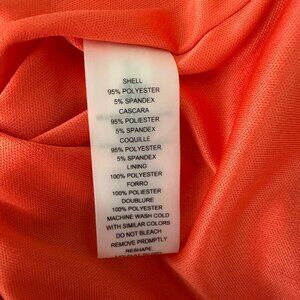 SHELL
95% POLYESTER
5% SPANDEX
CASCARA
95% POLIESTER
5% SPANDEX
COQUILLE
95% POLYESTER
5% SPANDEX
LINING
100% POLYESTER
FORRO
100% POLIESTER
DOUBLURE
100% POLYESTER
MACHINE WASH COLD
WITH SIMILAR COLORS
DO NOT BLEACH
REMOVE PROMPTLY
RESHAPE,